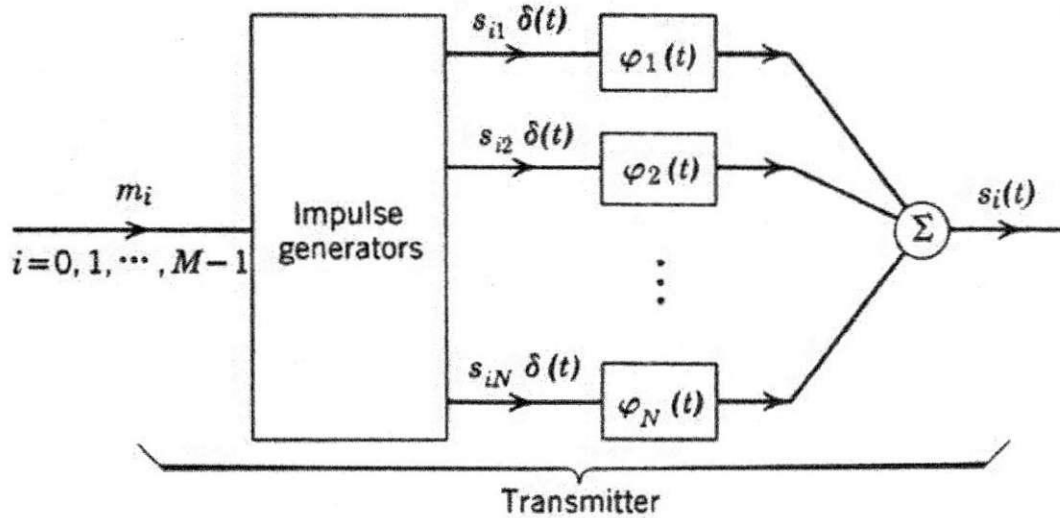 s_{i1} δ(t)
φ_1(t)
s_{i2} δ(t)
φ_2(t)
m_i
i=0, 1, ⋯, M−1
Impulse
generators
s_i(t)
Σ
⋮
s_{iN} δ(t)
φ_N(t)
Transmitter